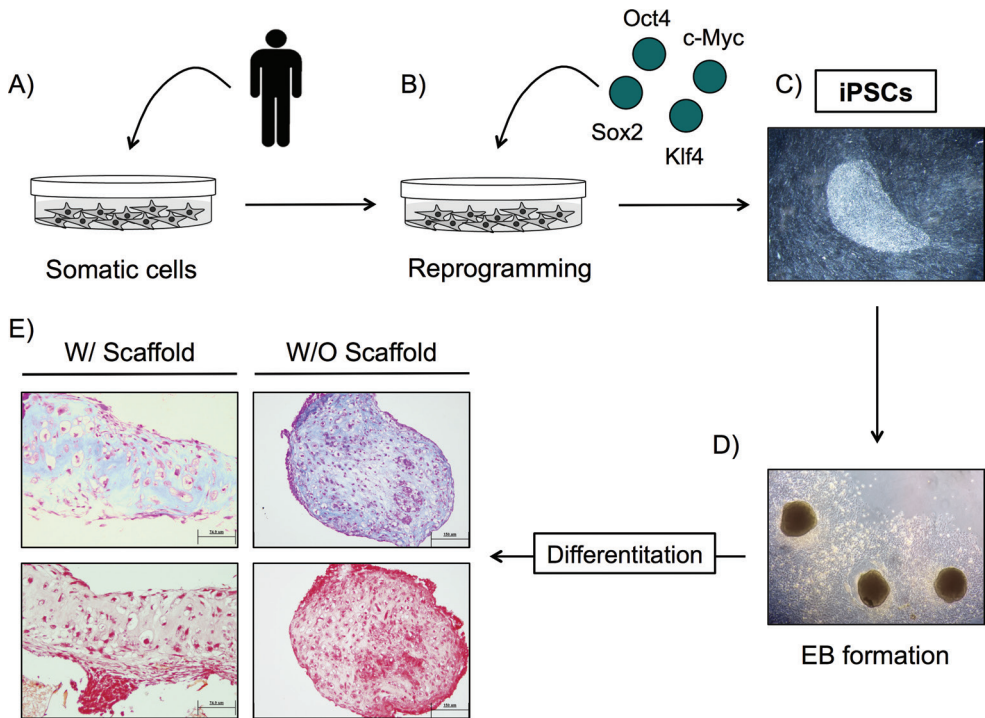 A)
Somatic cells
B)
Oct4
c-Myc
Sox2
Klf4
Reprogramming
C)
iPSCs
D)
EB formation
Differentitation
E)
W/ Scaffold
W/O Scaffold